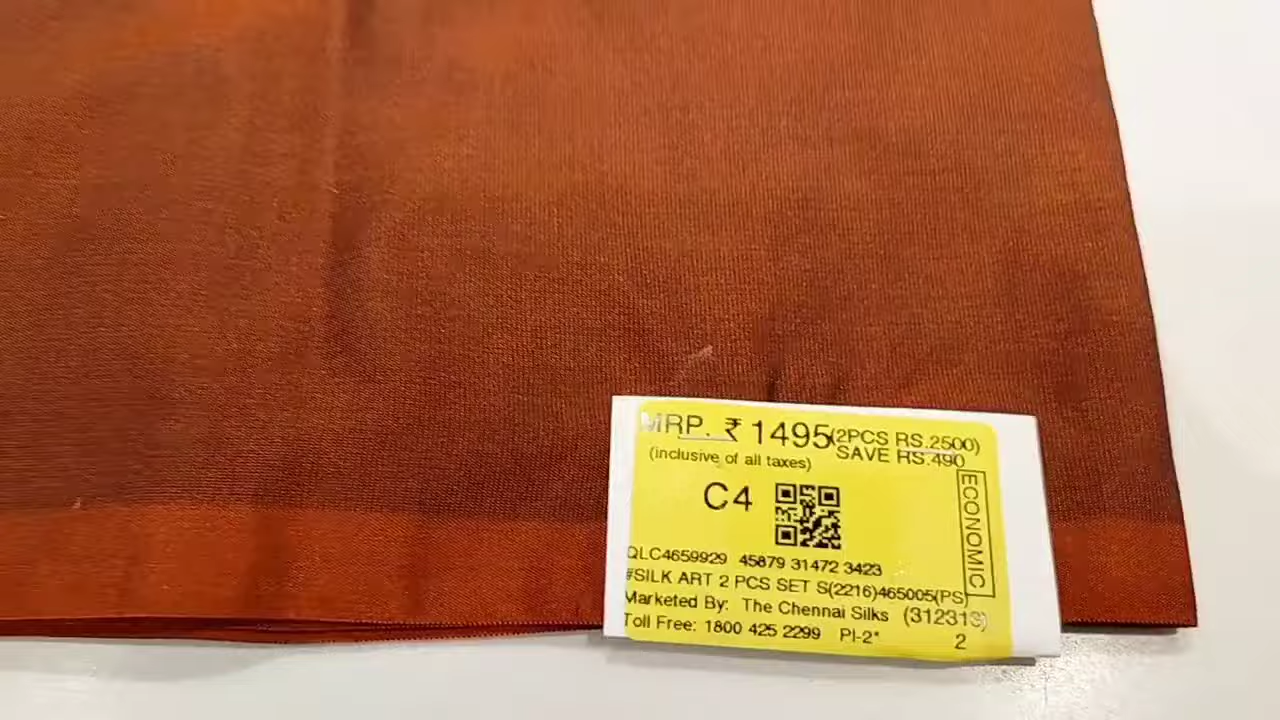 MRP. ₹ 1495(2PCS RS.2500)
(inclusive of all taxes) SAVE RS.490
ECONOMIC
C4
QLC4659929 45879 31472 3423
#SILK ART 2 PCS SET S(2216)465005(PS)
Marketed By: The Chennai Silks (312313)
Toll Free: 1800 425 2299 PI-2* 2